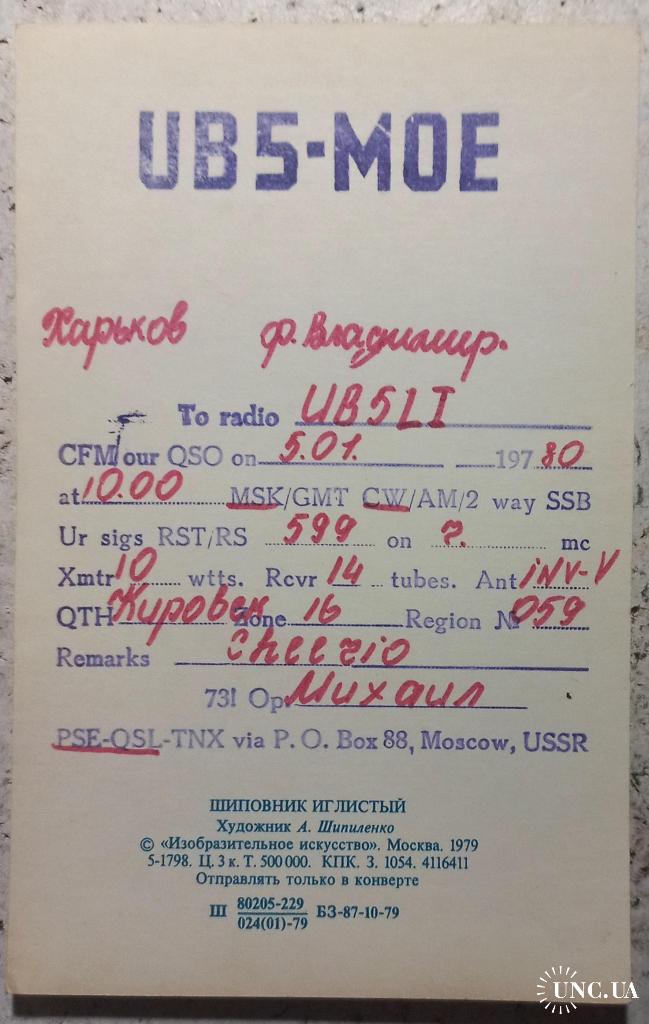 UB5-MOE
Харьков ф. Владимир.
To radio UB5LI
CFM our QSO on 5.01. 197 80
at 10.00 MSK/GMT CW/AM/2 way SSB
Ur sigs RST/RS 599 on 7. mc
Xmtr 10 wtts. Rcvr 14 tubes. Ant INV-V
QTH Кировск Zone 16 Region № 059
Remarks cheerio
73! Op. Михаил
PSE-QSL-TNX via P. O. Box 88, Moscow, USSR
ШИПОВНИК ИГЛИСТЫЙ
Художник А. Шипиленко
© «Изобразительное искусство». Москва. 1979
5-1798. Ц. 3 к. Т. 500 000. КПК. З. 1054. 4116411
Отправлять только в конверте
Ш 80205-229 БЗ-87-10-79
024(01)-79
UNC.UA